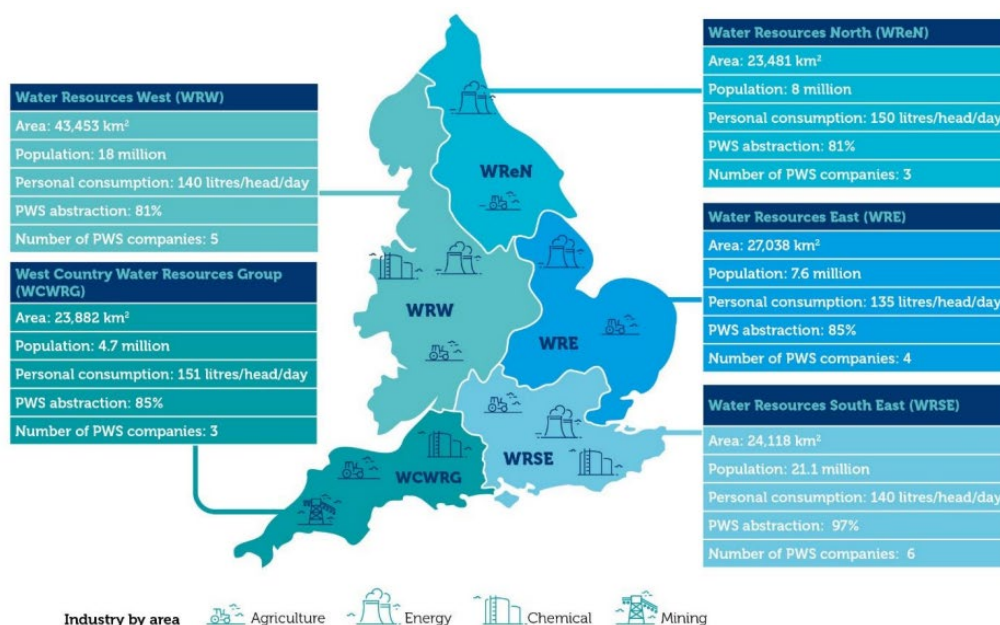 Water Resources North (WReN)
Area: 23,481 km²
Population: 8 million
Personal consumption: 150 litres/head/day
PWS abstraction: 81%
Number of PWS companies: 3
Water Resources West (WRW)
Area: 43,453 km²
Population: 18 million
Personal consumption: 140 litres/head/day
PWS abstraction: 81%
Number of PWS companies: 5
Water Resources East (WRE)
Area: 27,038 km²
Population: 7.6 million
Personal consumption: 135 litres/head/day
PWS abstraction: 85%
Number of PWS companies: 4
West Country Water Resources Group
(WCWRG)
Area: 23,882 km²
Population: 4.7 million
Personal consumption: 151 litres/head/day
PWS abstraction: 85%
Number of PWS companies: 3
Water Resources South East (WRSE)
Area: 24,118 km²
Population: 21.1 million
Personal consumption: 140 litres/head/day
PWS abstraction: 97%
Number of PWS companies: 6
WReN
WRW
WRE
WCWRG
WRSE
Industry by area
Agriculture
Energy
Chemical
Mining